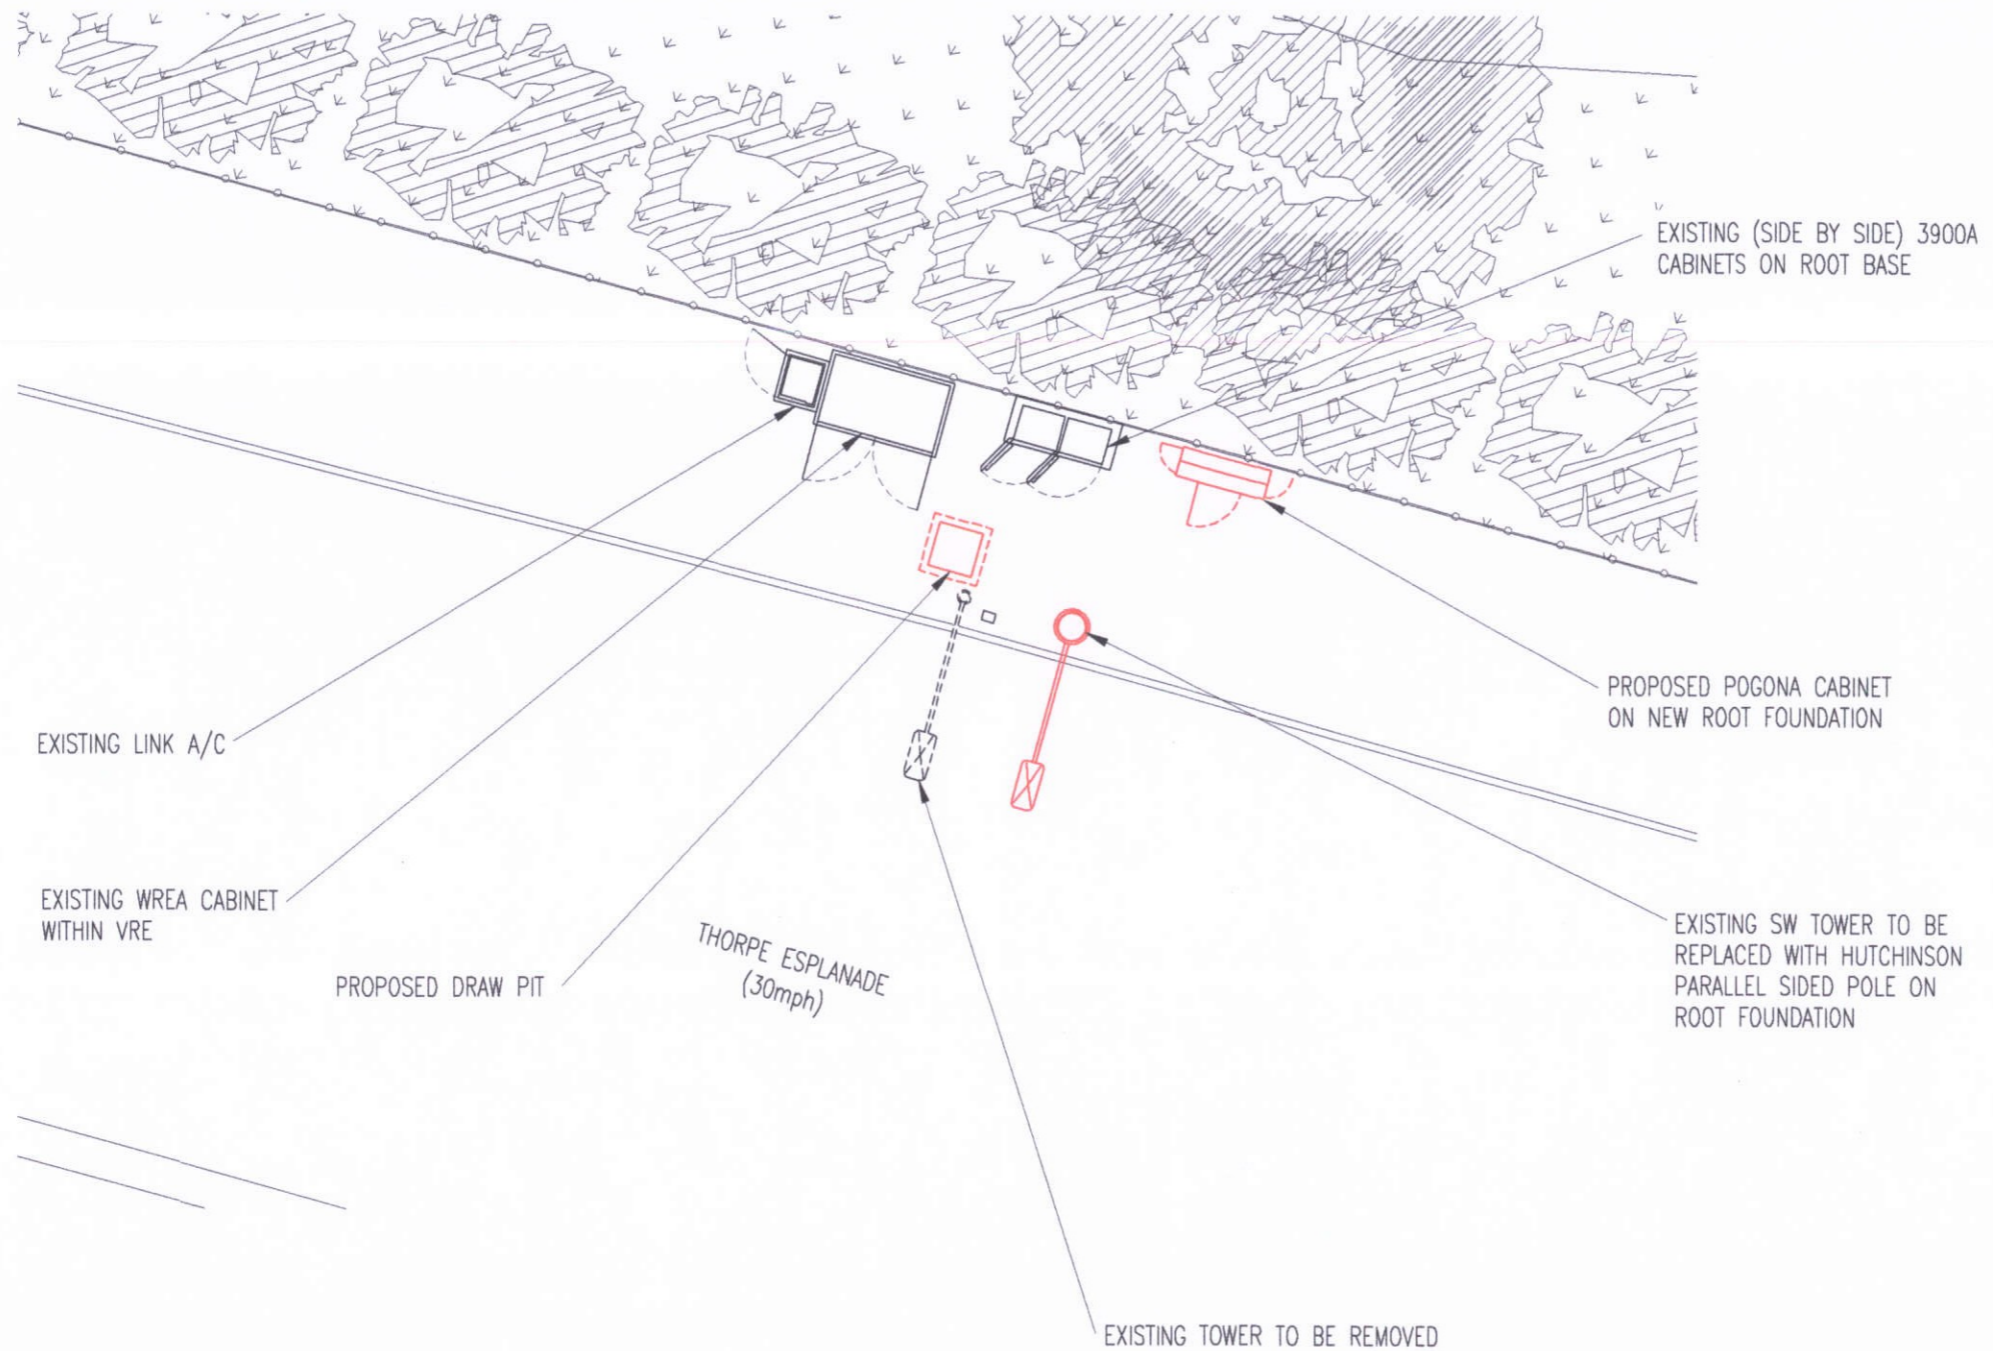 EXISTING (SIDE BY SIDE) 3900A
CABINETS ON ROOT BASE
PROPOSED POGONA CABINET
ON NEW ROOT FOUNDATION
EXISTING LINK A/C
EXISTING WREA CABINET
WITHIN VRE
PROPOSED DRAW PIT
THORPE ESPLANADE
(30mph)
EXISTING SW TOWER TO BE
REPLACED WITH HUTCHINSON
PARALLEL SIDED POLE ON
ROOT FOUNDATION
EXISTING TOWER TO BE REMOVED